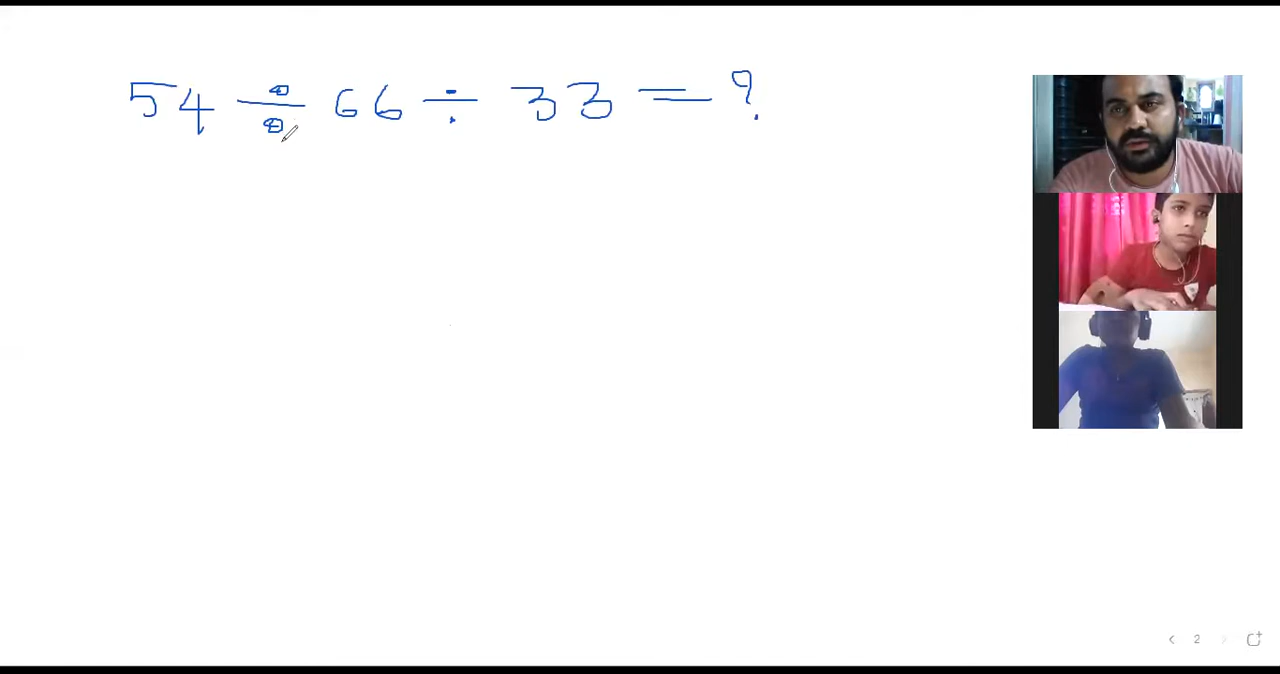 54 ÷ 66 ÷ 33 = ?
2